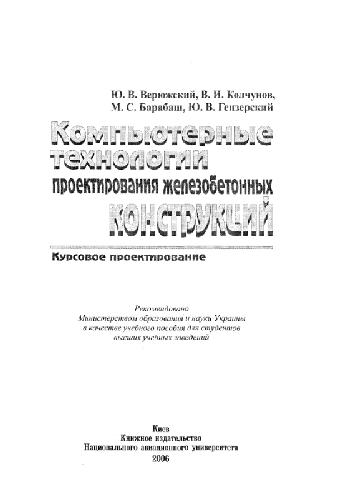 Ю. В. Верюжский, В. И. Колчунов,
М. С. Барабаш, Ю. В. Гензерский
Компьютерные
технологии
проектирования железобетонных
конструкций
Курсовое проектирование
Рекомендовано
Министерством образования и науки Украины
в качестве учебного пособия для студентов
высших учебных заведений
Киев
Книжное издательство
Национального авиационного университета
2006